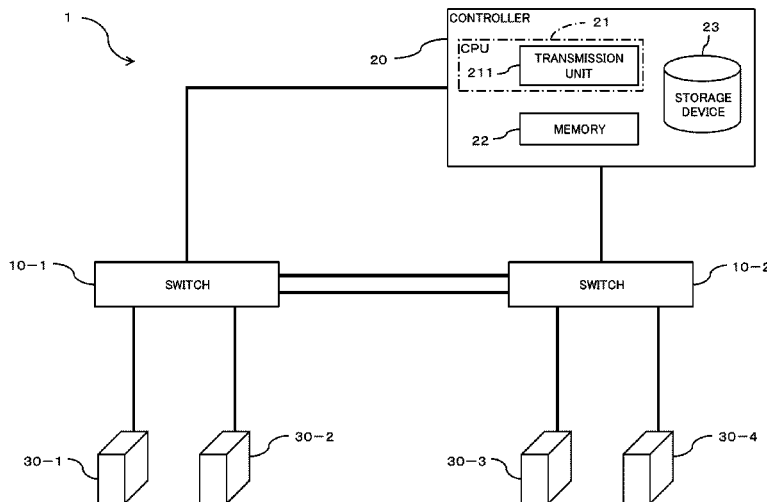 1
20
CONTROLLER
21
CPU
211
TRANSMISSION
UNIT
23
STORAGE
DEVICE
22
MEMORY
10-1
SWITCH
SWITCH
10-2
30-1
30-2
30-3
30-4